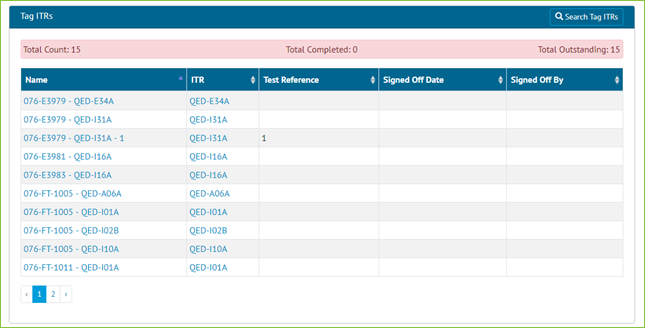 Tag ITRs Search Tag ITRs
Total Count: 15 Total Completed: 0 Total Outstanding: 15
Name ITR Test Reference Signed Off Date Signed Off By
076-E3979 - QED-E34A QED-E34A
076-E3979 - QED-I31A QED-I31A
076-E3979 - QED-I31A - 1 QED-I31A 1
076-E3981 - QED-I16A QED-I16A
076-E3983 - QED-I16A QED-I16A
076-FT-1005 - QED-A06A QED-A06A
076-FT-1005 - QED-I01A QED-I01A
076-FT-1005 - QED-I02B QED-I02B
076-FT-1005 - QED-I10A QED-I10A
076-FT-1011 - QED-I01A QED-I01A
‹ 1 2 ›